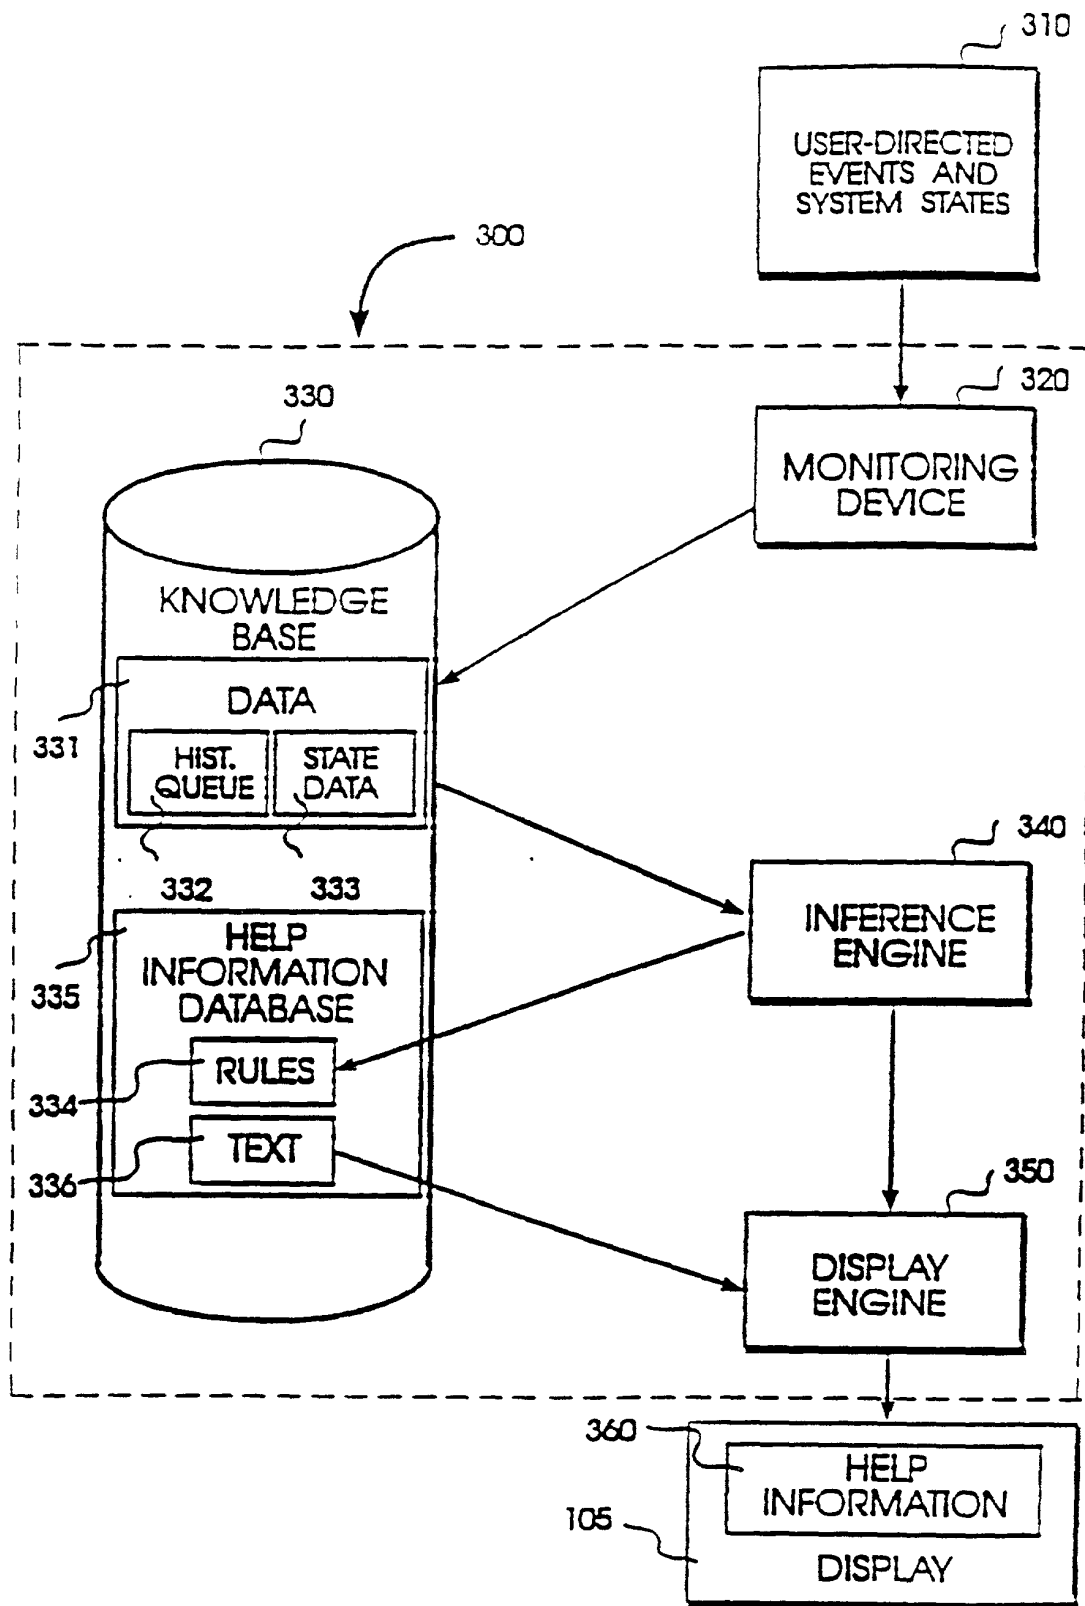 310
USER-DIRECTED
EVENTS AND
SYSTEM STATES
300
320
MONITORING
DEVICE
330
KNOWLEDGE
BASE
DATA
331
HIST.
QUEUE
STATE
DATA
332
333
340
INFERENCE
ENGINE
335
HELP
INFORMATION
DATABASE
RULES
334
TEXT
336
350
DISPLAY
ENGINE
360
HELP
INFORMATION
105
DISPLAY